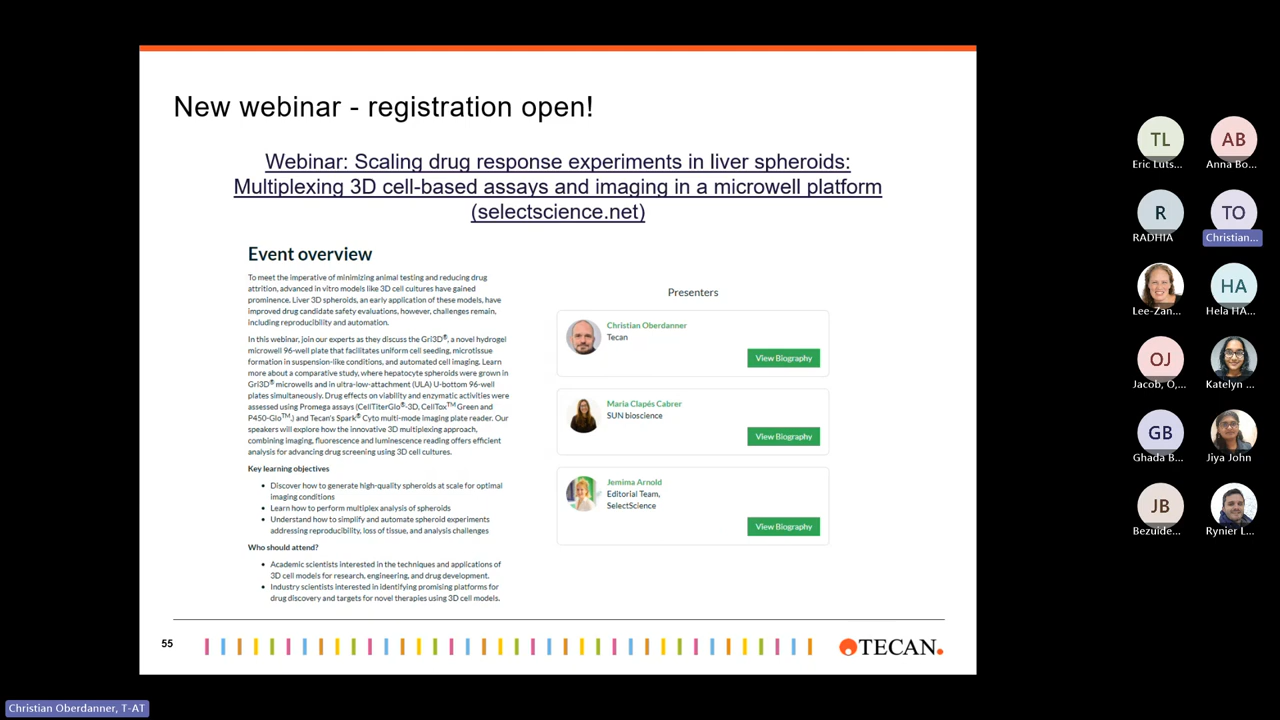 New webinar - registration open!
Webinar: Scaling drug response experiments in liver spheroids:
Multiplexing 3D cell-based assays and imaging in a microwell platform
(selectscience.net)
Event overview
To meet the imperative of minimizing animal testing and reducing drug
attrition, advanced in vitro models like 3D cell cultures have gained
prominence. Liver 3D spheroids, an early application of these models, have
improved drug candidate safety evaluations, however, challenges remain,
including reproducibility and automation.
In this webinar, join our experts as they discuss the Gri3D®, a novel hydrogel
microwell 96-well plate that facilitates uniform cell seeding, microtissue
formation in suspension-like conditions, and automated cell imaging. Learn
more about a comparative study, where hepatocyte spheroids were grown in
Gri3D® microwells and in ultra-low-attachment (ULA) U-bottom 96-well
plates simultaneously. Drug effects on viability and enzymatic activities were
assessed using Promega assays (CellTiterGlo®-3D, CellTox™ Green and
P450-Glo™,) and Tecan's Spark® Cyto multi-mode imaging plate reader. Our
speakers will explore how the innovative 3D multiplexing approach,
combining imaging, fluorescence and luminescence reading offers efficient
analysis for advancing drug screening using 3D cell cultures.
Key learning objectives
• Discover how to generate high-quality spheroids at scale for optimal
imaging conditions
• Learn how to perform multiplex analysis of spheroids
• Understand how to simplify and automate spheroid experiments
addressing reproducibility, loss of tissue, and analysis challenges
Who should attend?
• Academic scientists interested in the techniques and applications of
3D cell models for research, engineering, and drug development.
• Industry scientists interested in identifying promising platforms for
drug discovery and targets for novel therapies using 3D cell models.
Presenters
Christian Oberdanner
Tecan
View Biography
Maria Clapés Cabrer
SUN bioscience
View Biography
Jemima Arnold
Editorial Team,
SelectScience
View Biography
55
TECAN.
TL
Eric Luts...
AB
Anna Bo...
R
RADHIA
TO
Christian...
Lee-Zan...
HA
Hela HA...
OJ
Jacob, O,...
Katelyn ...
GB
Ghada B...
Jiya John
JB
Bezuide...
Rynier L...
Christian Oberdanner, T-AT